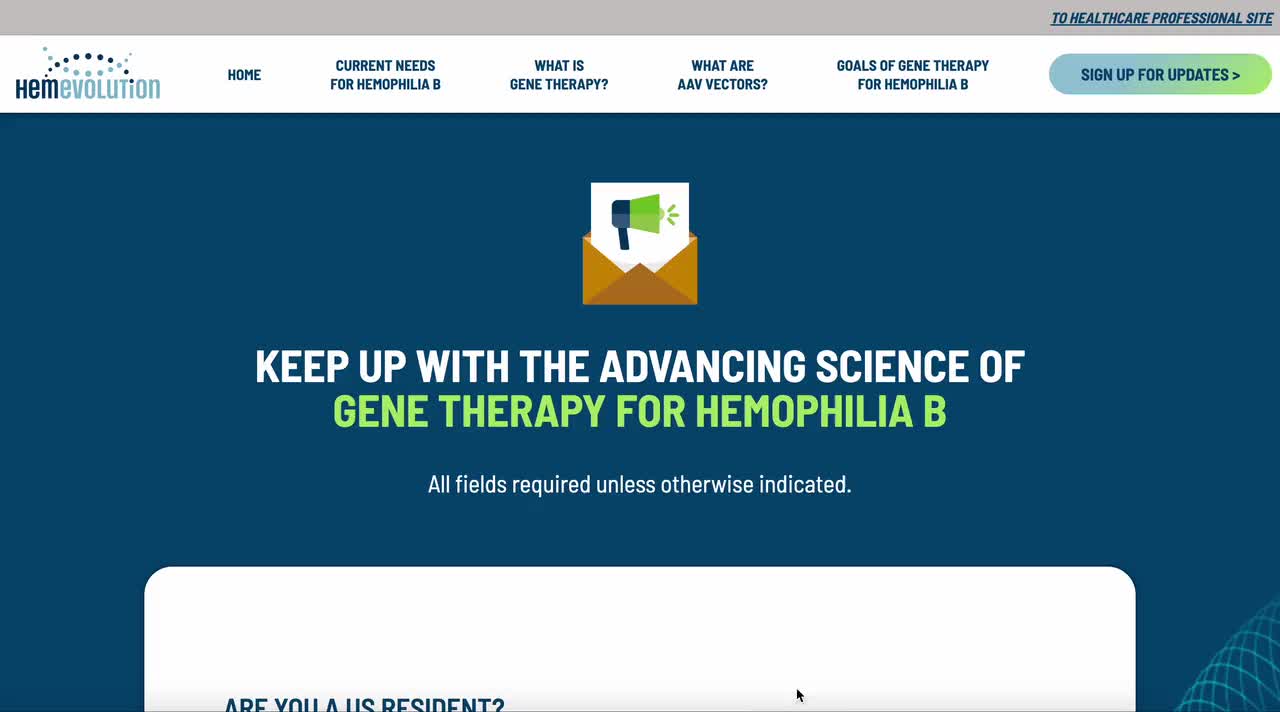 TO HEALTHCARE PROFESSIONAL SITE
HEMEVOLUTION
HOME
CURRENT NEEDS
FOR HEMOPHILIA B
WHAT IS
GENE THERAPY?
WHAT ARE
AAV VECTORS?
GOALS OF GENE THERAPY
FOR HEMOPHILIA B
SIGN UP FOR UPDATES >
KEEP UP WITH THE ADVANCING SCIENCE OF
GENE THERAPY FOR HEMOPHILIA B
All fields required unless otherwise indicated.
ARE YOU A US RESIDENT?